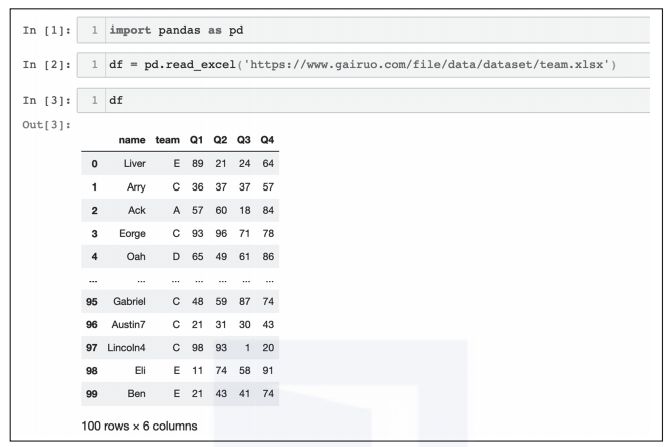 In [1]: 1 import pandas as pd
In [2]: 1 df = pd.read_excel('https://www.gairuo.com/file/data/dataset/team.xlsx')
In [3]: 1 df
Out[3]:
name team Q1 Q2 Q3 Q4
0 Liver E 89 21 24 64
1 Arry C 36 37 37 57
2 Ack A 57 60 18 84
3 Eorge C 93 96 71 78
4 Oah D 65 49 61 86
... ... ... ... ... ... ...
95 Gabriel C 48 59 87 74
96 Austin7 C 21 31 30 43
97 Lincoln4 C 98 93 1 20
98 Eli E 11 74 58 91
99 Ben E 21 43 41 74
100 rows × 6 columns